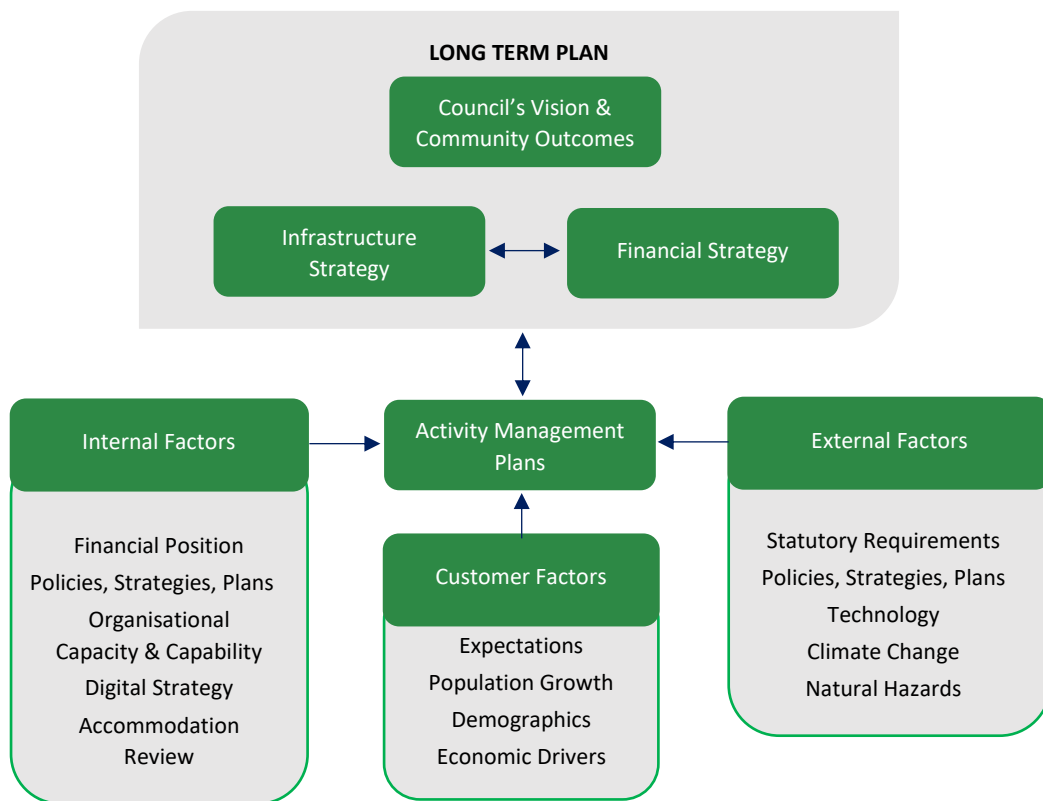 LONG TERM PLAN
Council’s Vision &
Community Outcomes
Infrastructure
Strategy
Financial Strategy
Internal Factors
Financial Position
Policies, Strategies, Plans
Organisational
Capacity & Capability
Digital Strategy
Accommodation
Review
Activity Management
Plans
Customer Factors
Expectations
Population Growth
Demographics
Economic Drivers
External Factors
Statutory Requirements
Policies, Strategies, Plans
Technology
Climate Change
Natural Hazards